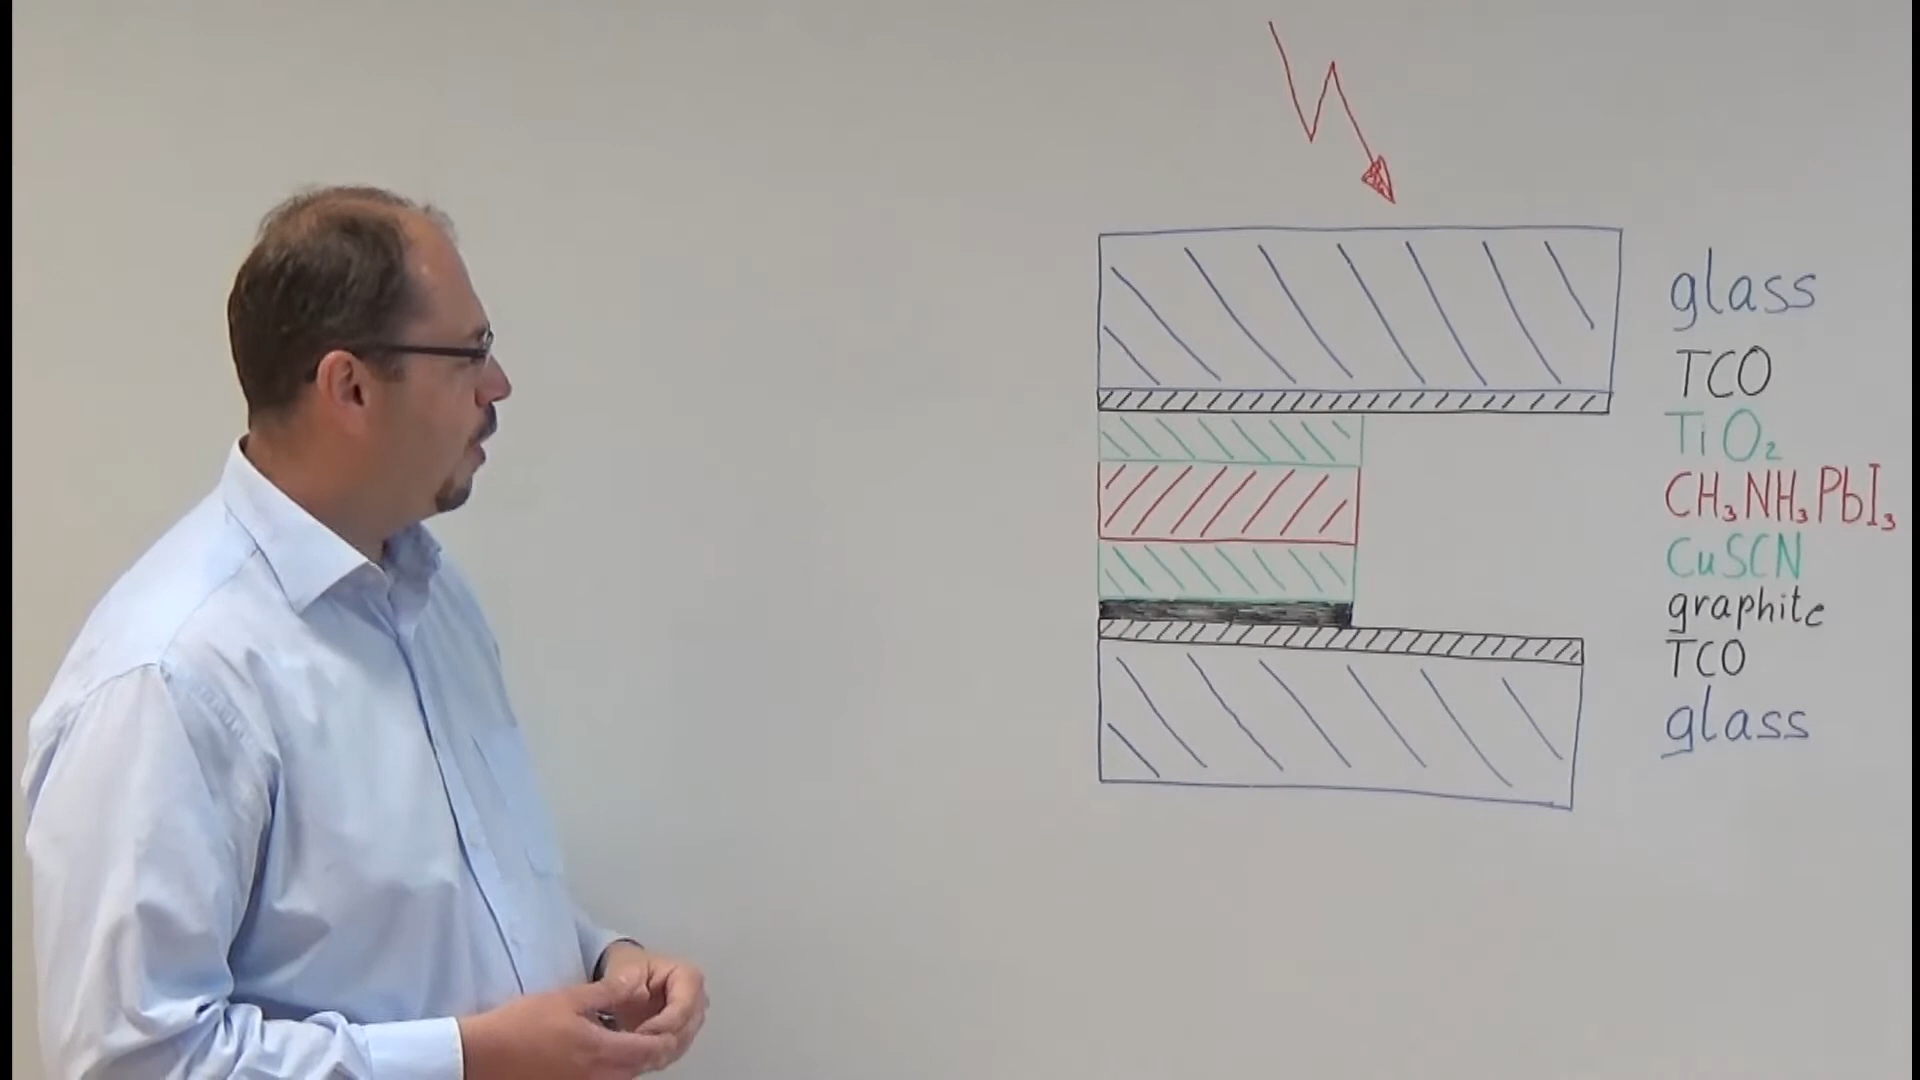 glass
TCO
TiO₂
CH₃NH₃PbI₃
CuSCN
graphite
TCO
glass